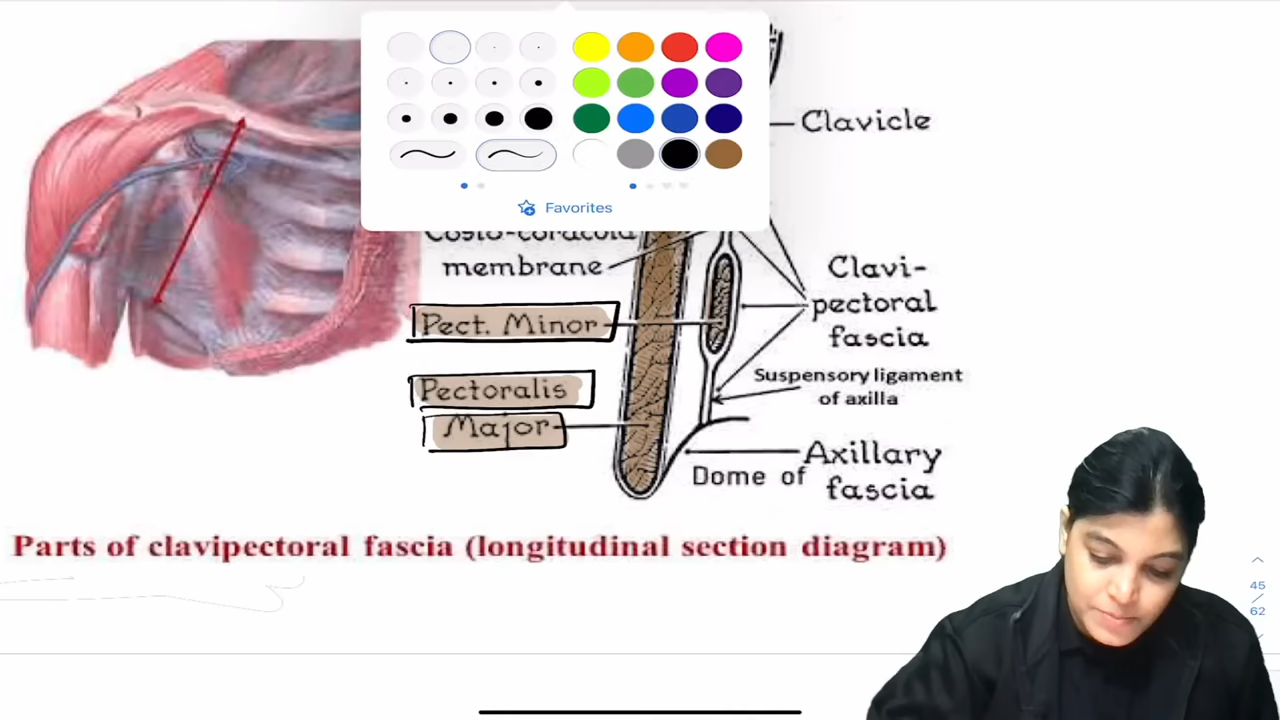 Favorites
Clavicle
Costo-coracoid
membrane
Clavi-
pectoral
fascia
Pect. Minor
Pectoralis
Major
Suspensory ligament
of axilla
Dome of Axillary
fascia
Parts of clavipectoral fascia (longitudinal section diagram)
45
/
62